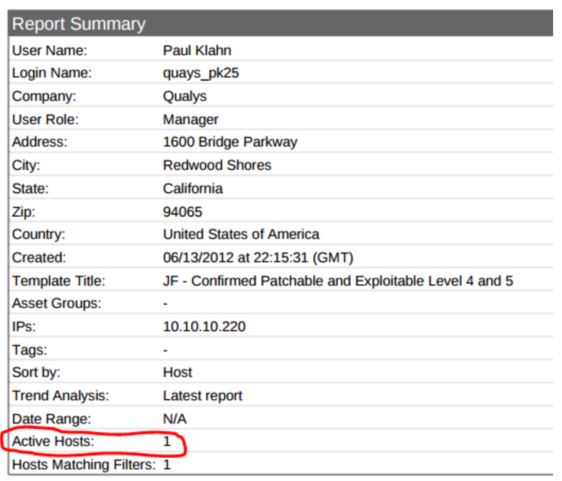 Report Summary
User Name: Paul Klahn
Login Name: quays_pk25
Company: Qualys
User Role: Manager
Address: 1600 Bridge Parkway
City: Redwood Shores
State: California
Zip: 94065
Country: United States of America
Created: 06/13/2012 at 22:15:31 (GMT)
Template Title: JF - Confirmed Patchable and Exploitable Level 4 and 5
Asset Groups: -
IPs: 10.10.10.220
Tags: -
Sort by: Host
Trend Analysis: Latest report
Date Range: N/A
Active Hosts: 1
Hosts Matching Filters: 1